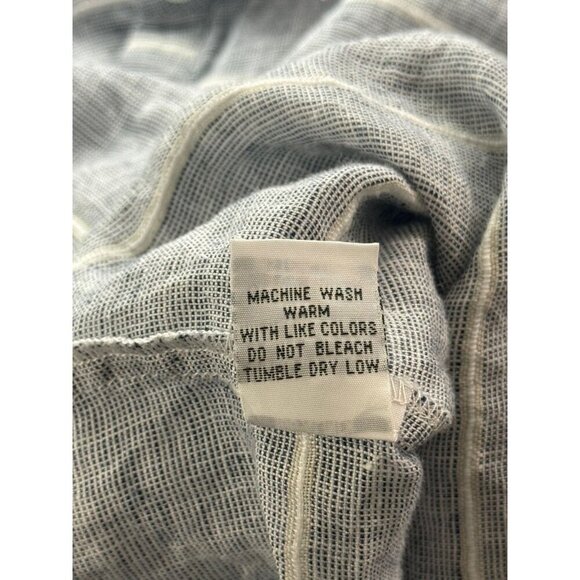 MACHINE WASH
WARM
WITH LIKE COLORS
DO NOT BLEACH
TUMBLE DRY LOW